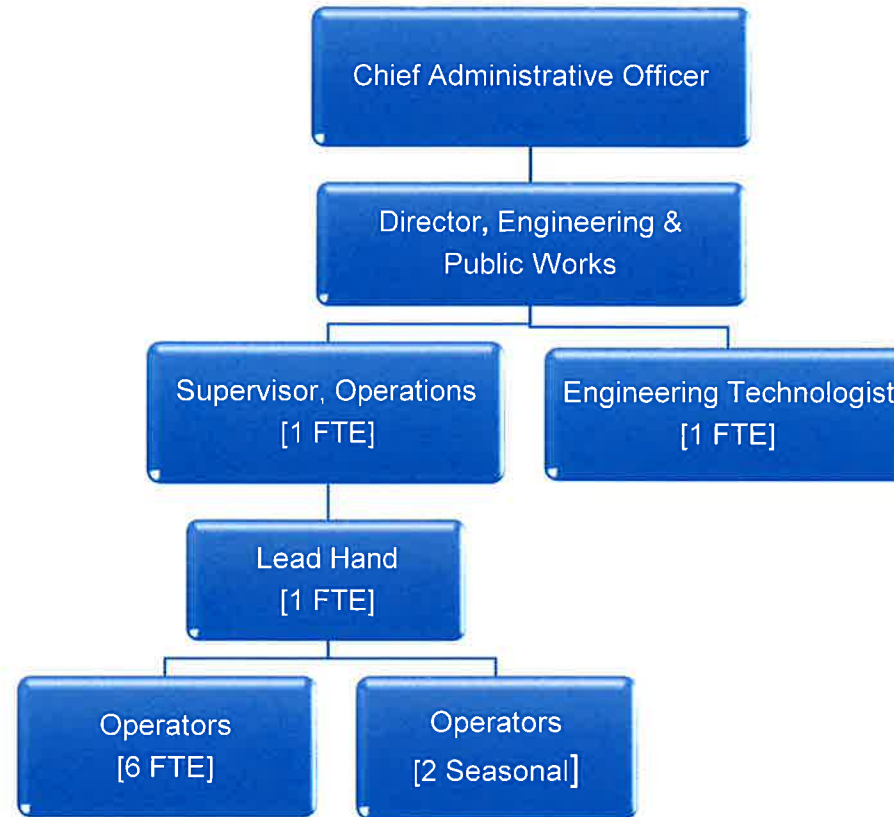 Chief Administrative Officer
Director, Engineering &
Public Works
Supervisor, Operations
[1 FTE]
Engineering Technologist
[1 FTE]
Lead Hand
[1 FTE]
Operators
[6 FTE]
Operators
[2 Seasonal]